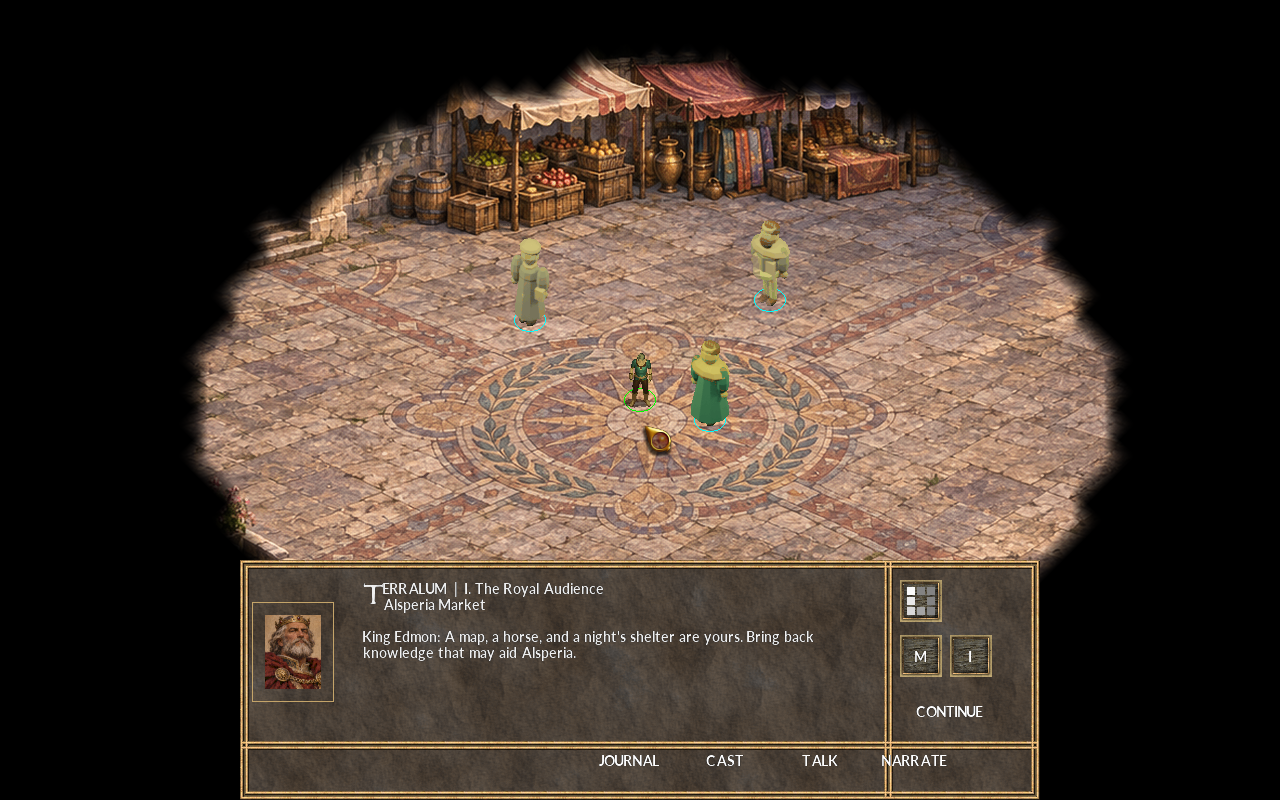 TERRALUM | I. The Royal Audience
Alsperia Market
King Edmon: A map, a horse, and a night's shelter are yours. Bring back
knowledge that may aid Alsperia.
M I
CONTINUE
JOURNAL CAST TALK NARRATE